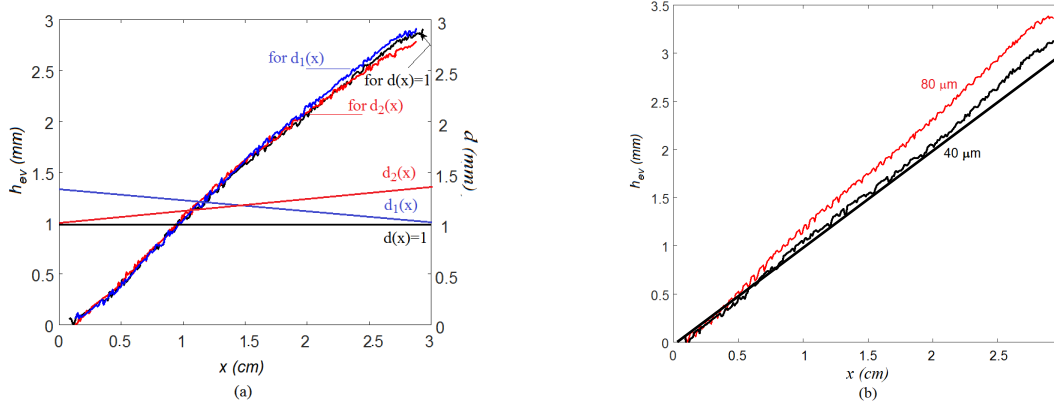 3
2.5
2
1.5
1
0.5
0
h_ev (mm)
0 0.5 1 1.5 2 2.5 3
x (cm)
(a)
3
2.5
2
1.5
1
0.5
0
d (mm)
for d₁(x)
for d(x)=1
for d₂(x)
d₂(x)
d₁(x)
d(x)=1
3.5
3
2.5
2
1.5
1
0.5
0
h_ev (mm)
0.5 1 1.5 2 2.5
x (cm)
(b)
80 μm
40 μm